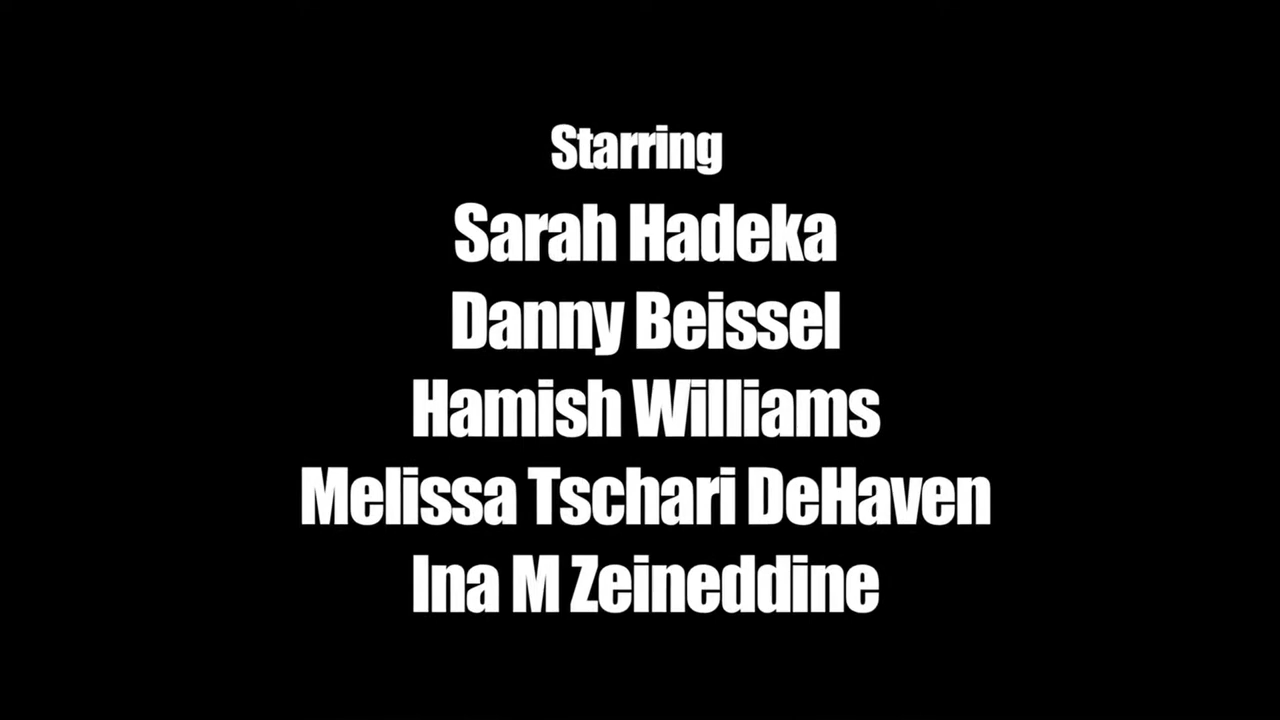 Starring
Sarah Hadeka
Danny Beissel
Hamish Williams
Melissa Tschari DeHaven
Ina M Zeineddine